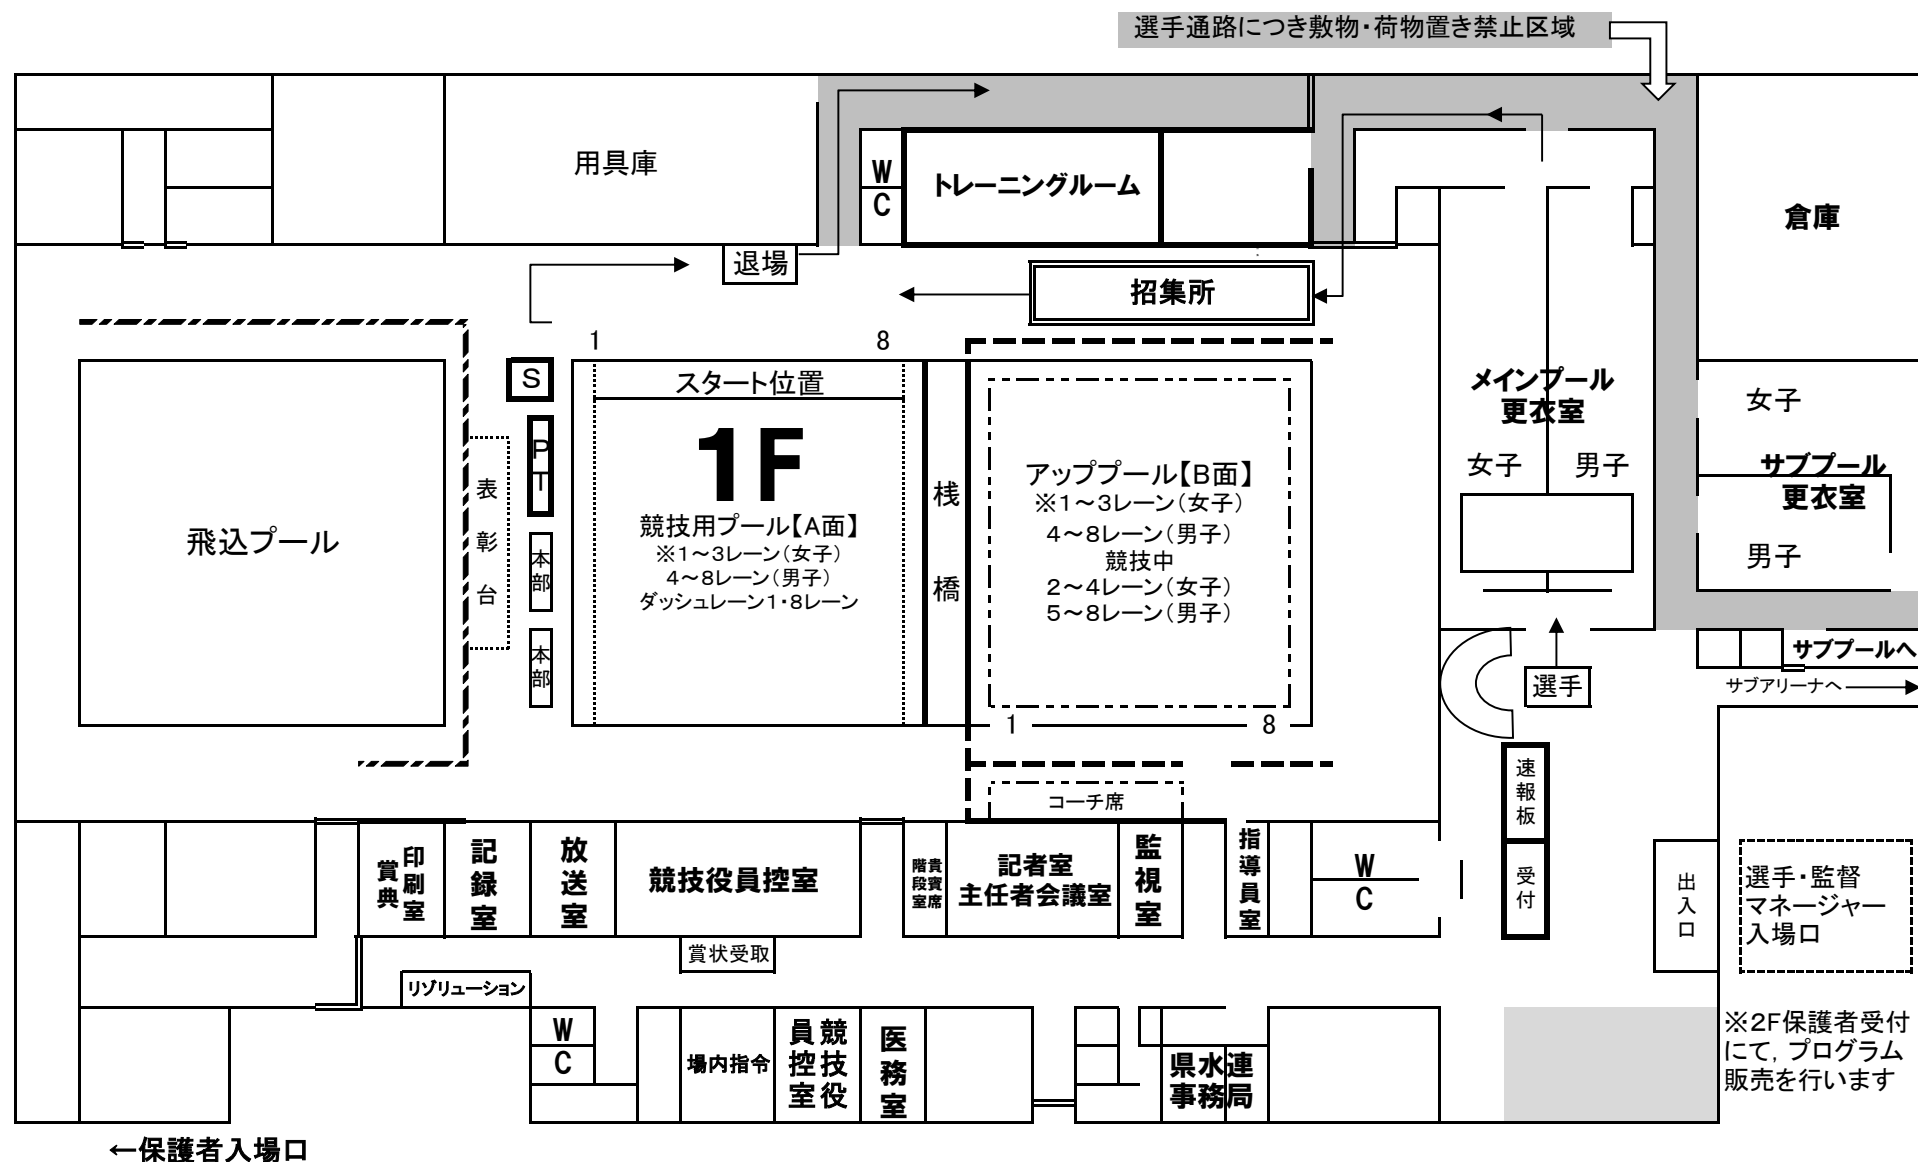 選手通路につき敷物・荷物置き禁止区域
用具庫
W
C
トレーニングルーム
倉庫
退場
招集所
1
8
S
スタート位置
P
T
1F
競技用プール【A面】
※1～3レーン（女子）
4～8レーン（男子）
ダッシュレーン1・8レーン
飛込プール
表彰台
本部
本部
桟橋
アッププール【B面】
※1～3レーン（女子）
4～8レーン（男子）
競技中
2～4レーン（女子）
5～8レーン（男子）
1
8
メインプール
更衣室
女子
男子
女子
サブプール
更衣室
男子
サブプールへ
サブアリーナへ
選手
速報板
受付
コーチ席
印刷室
賞典
記録室
放送室
競技役員控室
貴賓席
階段室
記者室
主任者会議室
監視室
指導員室
W
C
出入口
選手・監督
マネージャー
入場口
賞状受取
リゾリューション
W
C
場内指令
競技役
員控室
医務室
県水連
事務局
※2F保護者受付
にて，プログラム
販売を行います
←保護者入場口